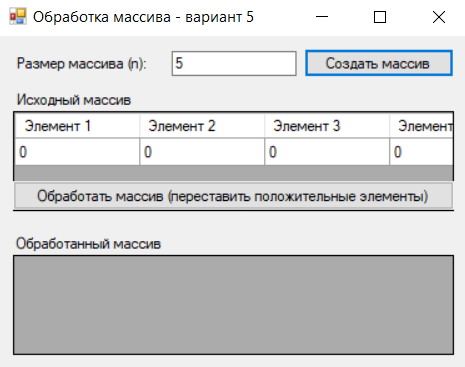 Обработка массива - вариант 5
Размер массива (n): 5 Создать массив
Исходный массив
Элемент 1 Элемент 2 Элемент 3 Элемент
0 0 0 0
Обработать массив (переставить положительные элементы)
Обработанный массив